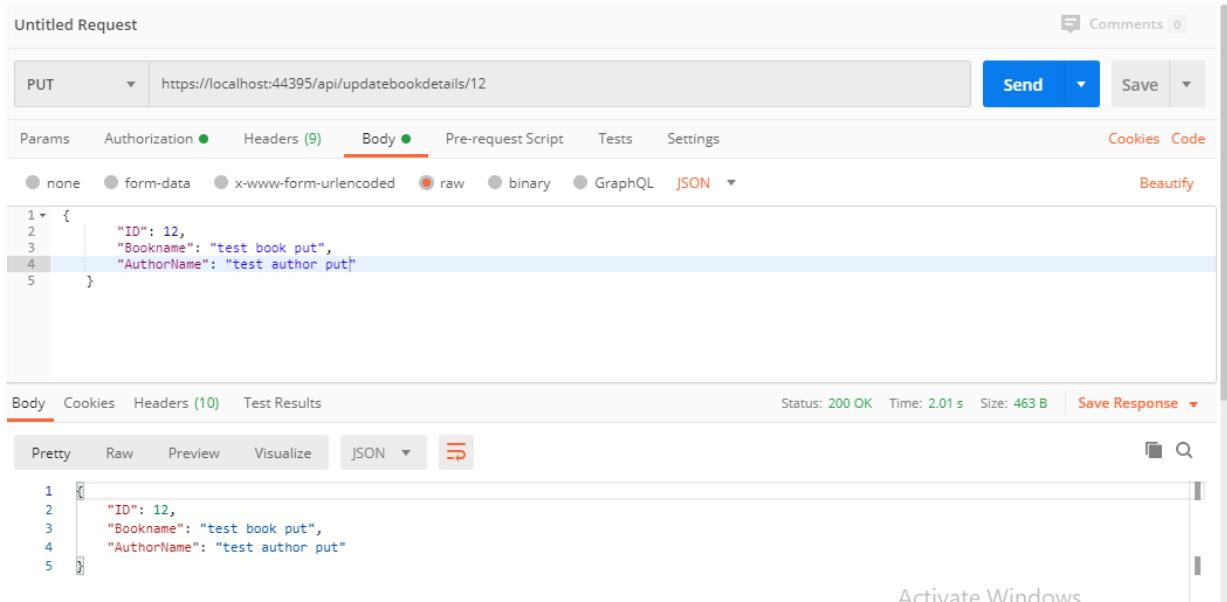 Untitled Request Comments 0
PUT https://localhost:44395/api/updatebookdetails/12 Send Save
Params Authorization Headers (9) Body Pre-request Script Tests Settings Cookies Code
none form-data x-www-form-urlencoded raw binary GraphQL JSON Beautify
1 {
2 "ID": 12,
3 "Bookname": "test book put",
4 "AuthorName": "test author put"
5 }
Body Cookies Headers (10) Test Results Status: 200 OK Time: 2.01 s Size: 463 B Save Response
Pretty Raw Preview Visualize JSON
1 {
2 "ID": 12,
3 "Bookname": "test book put",
4 "AuthorName": "test author put"
5 }
Activate Windows